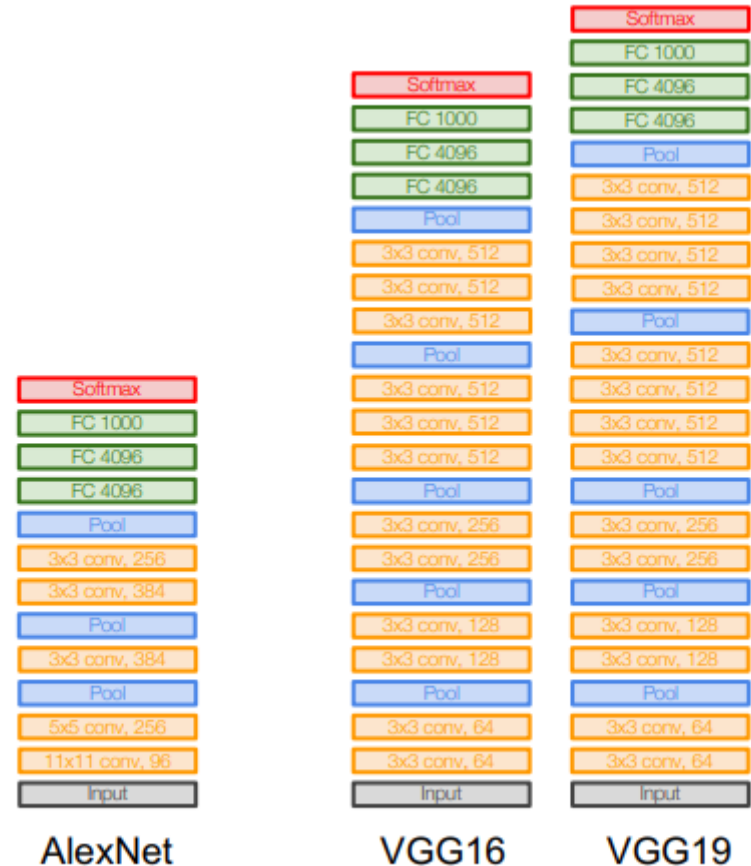 Softmax
FC 1000
FC 4096
FC 4096
Pool
3x3 conv, 256
3x3 conv, 384
Pool
3x3 conv, 384
Pool
5x5 conv, 256
11x11 conv, 96
Input
AlexNet
Softmax
FC 1000
FC 4096
FC 4096
Pool
3x3 conv, 512
3x3 conv, 512
3x3 conv, 512
Pool
3x3 conv, 512
3x3 conv, 512
3x3 conv, 512
Pool
3x3 conv, 256
3x3 conv, 256
Pool
3x3 conv, 128
3x3 conv, 128
Pool
3x3 conv, 64
3x3 conv, 64
Input
VGG16
Softmax
FC 1000
FC 4096
FC 4096
Pool
3x3 conv, 512
3x3 conv, 512
3x3 conv, 512
3x3 conv, 512
Pool
3x3 conv, 512
3x3 conv, 512
3x3 conv, 512
3x3 conv, 512
Pool
3x3 conv, 256
3x3 conv, 256
Pool
3x3 conv, 128
3x3 conv, 128
Pool
3x3 conv, 64
3x3 conv, 64
Input
VGG19